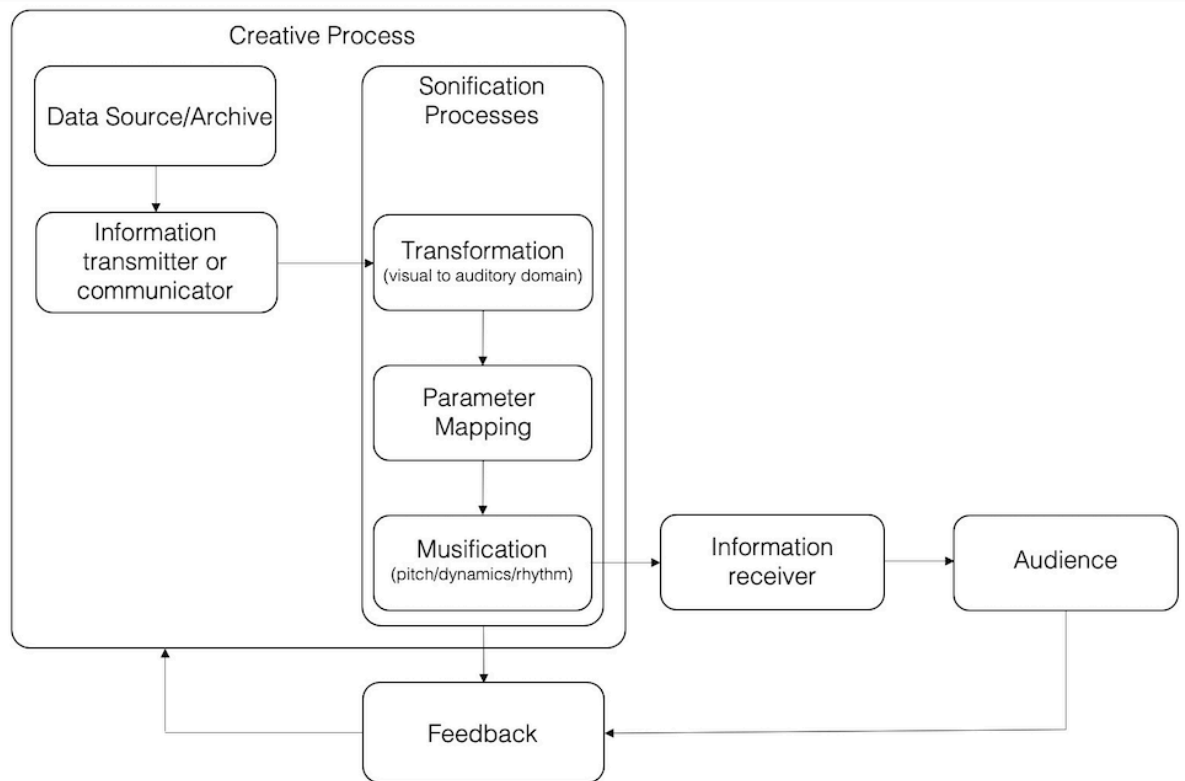 Creative Process
Data Source/Archive
Information
transmitter or
communicator
Sonification
Processes
Transformation
(visual to auditory domain)
Parameter
Mapping
Musification
(pitch/dynamics/rhythm)
Information
receiver
Audience
Feedback